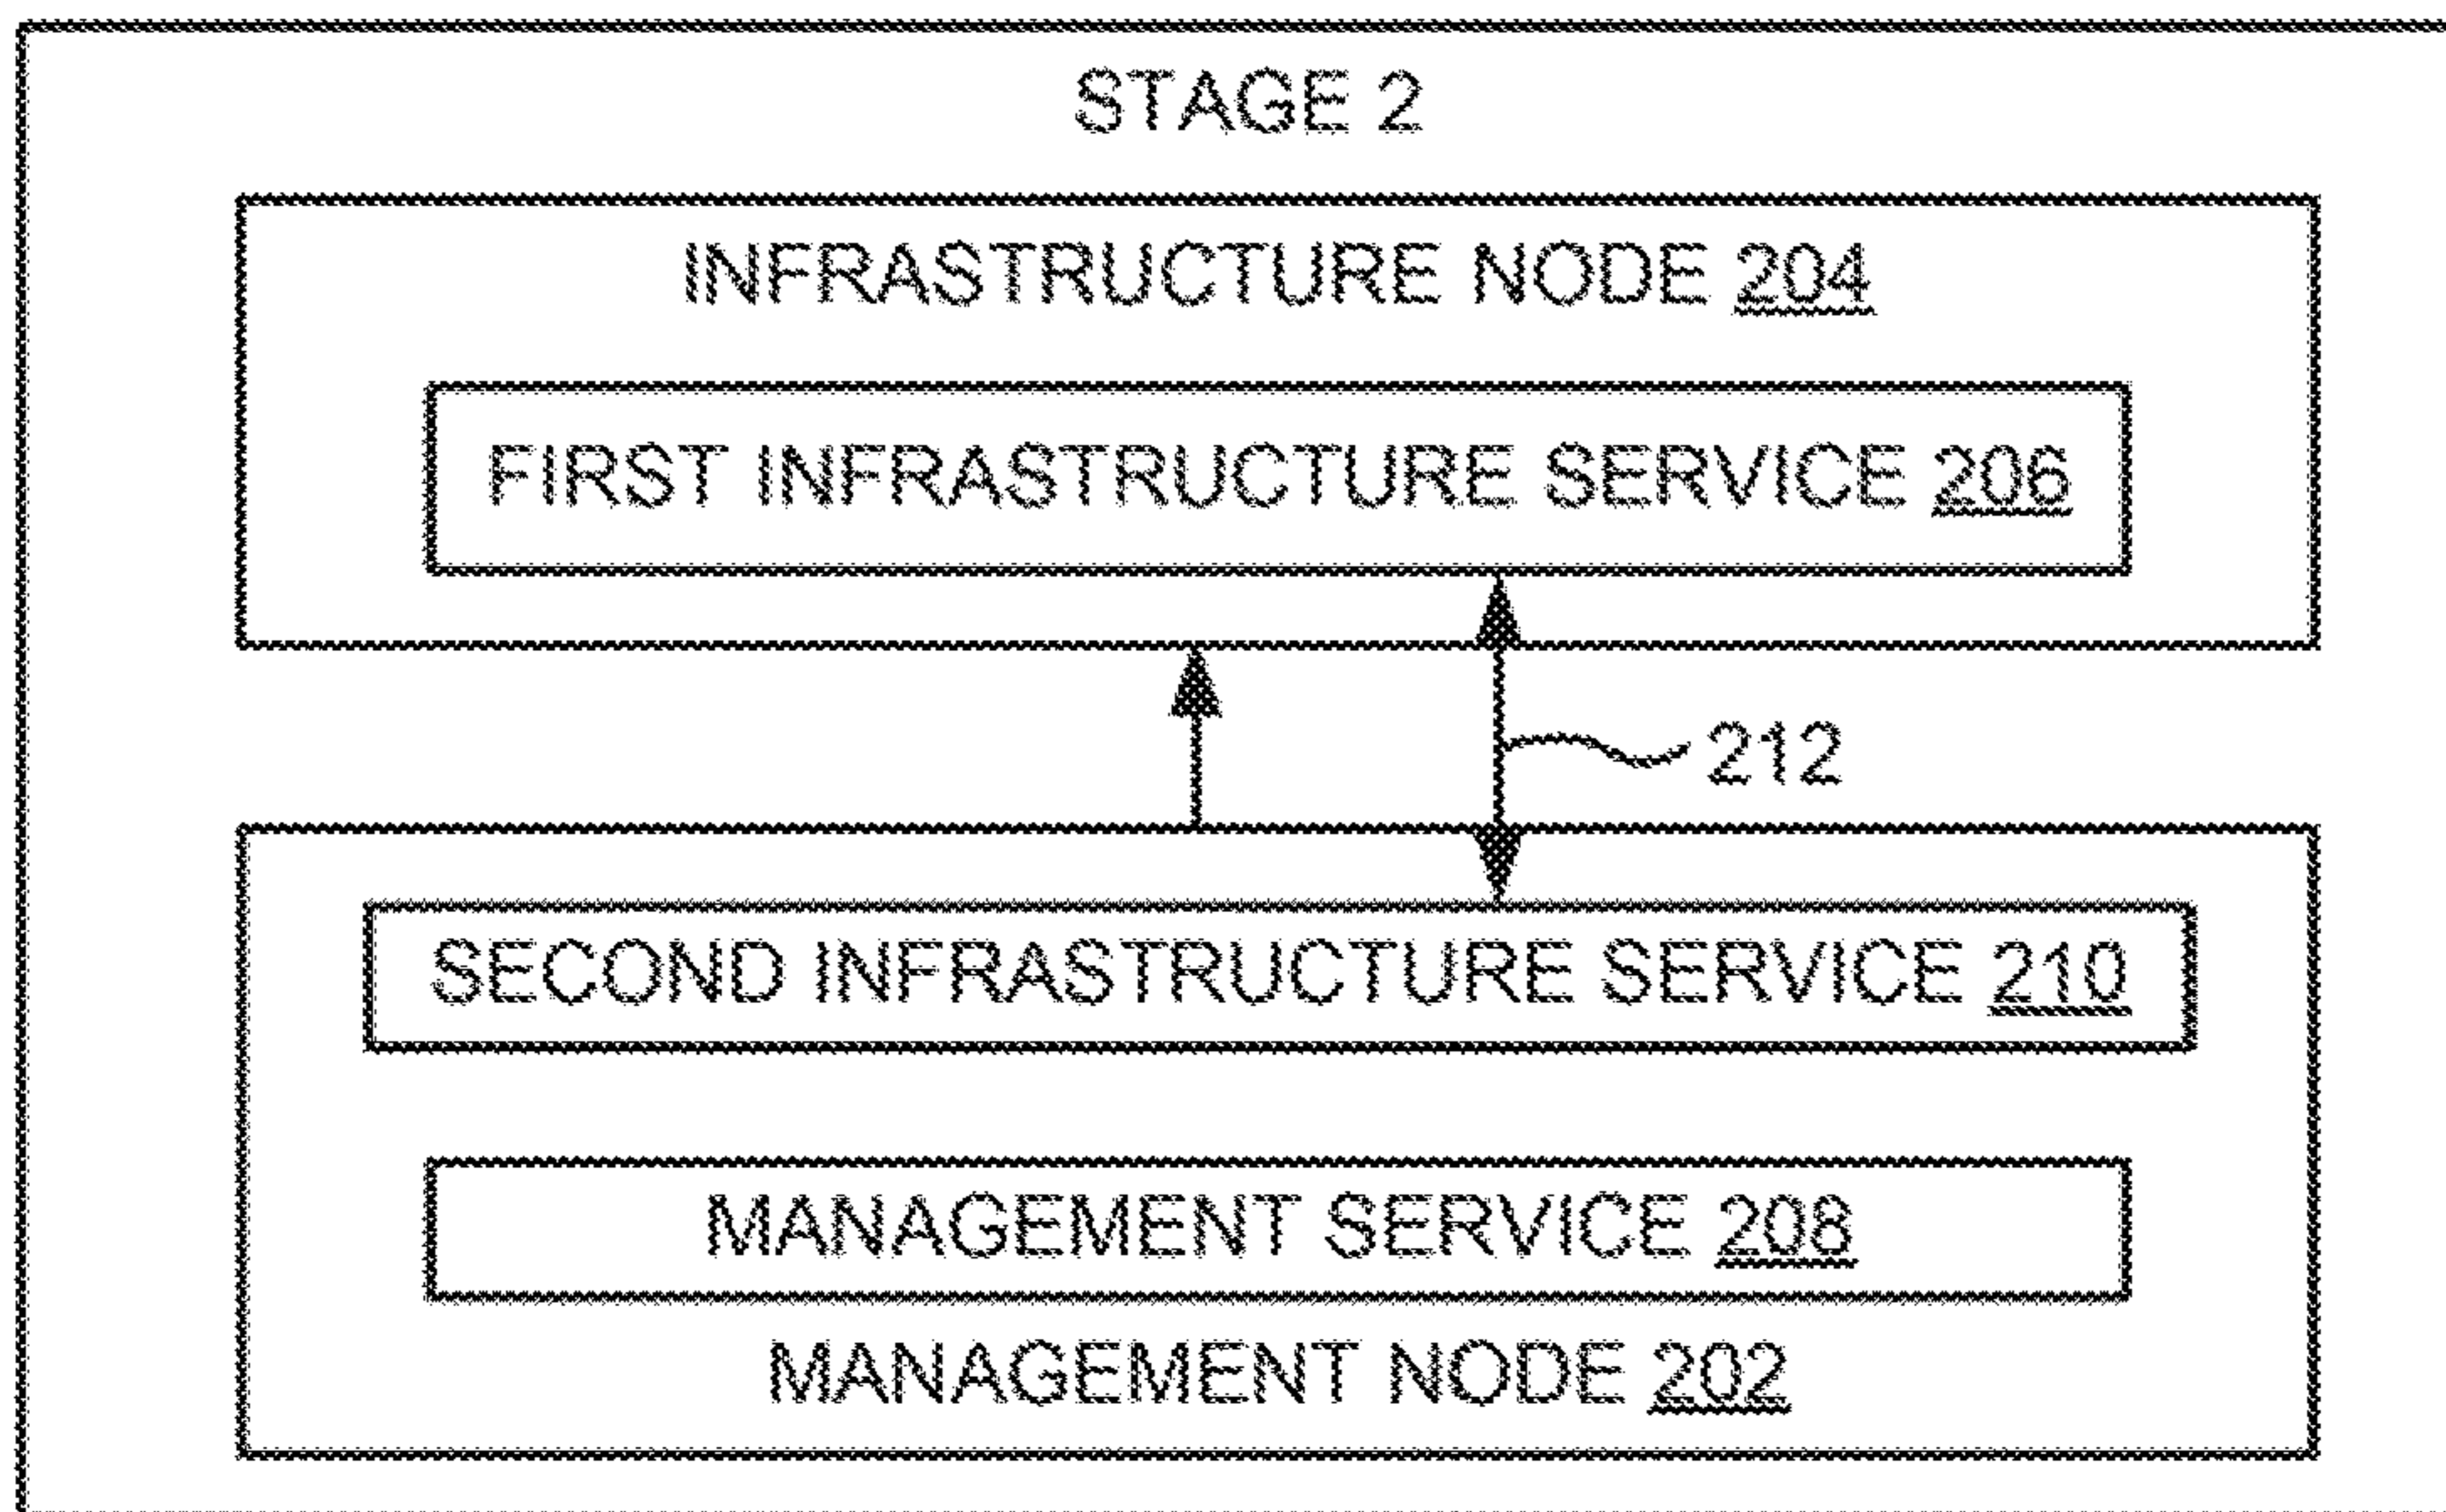 STAGE 2
INFRASTRUCTURE NODE 204
FIRST INFRASTRUCTURE SERVICE 206
212
SECOND INFRASTRUCTURE SERVICE 210
MANAGEMENT SERVICE 208
MANAGEMENT NODE 202